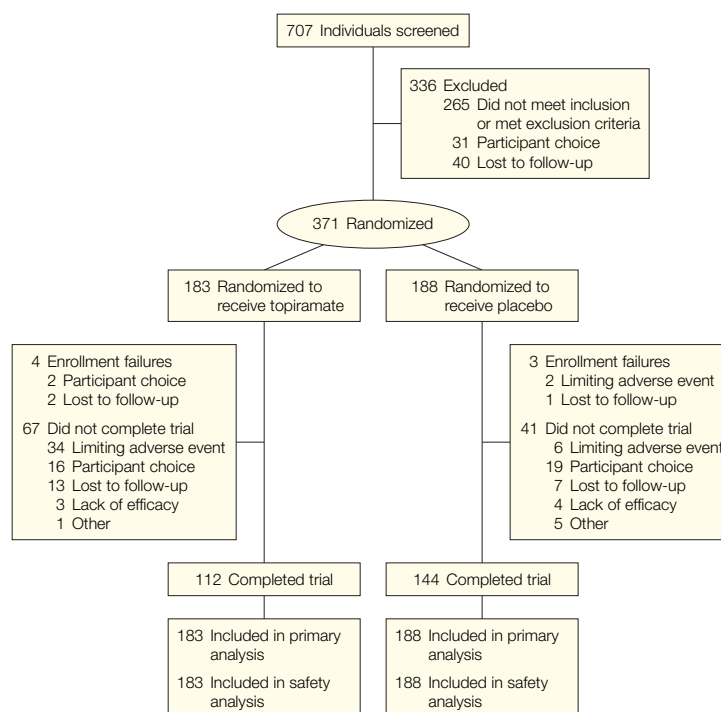 707 Individuals screened
336 Excluded
265 Did not meet inclusion
or met exclusion criteria
31 Participant choice
40 Lost to follow-up
371 Randomized
183 Randomized to
receive topiramate
188 Randomized to
receive placebo
4 Enrollment failures
2 Participant choice
2 Lost to follow-up
67 Did not complete trial
34 Limiting adverse event
16 Participant choice
13 Lost to follow-up
3 Lack of efficacy
1 Other
3 Enrollment failures
2 Limiting adverse event
1 Lost to follow-up
41 Did not complete trial
6 Limiting adverse event
19 Participant choice
7 Lost to follow-up
4 Lack of efficacy
5 Other
112 Completed trial
144 Completed trial
183 Included in primary
analysis
183 Included in safety
analysis
188 Included in primary
analysis
188 Included in safety
analysis